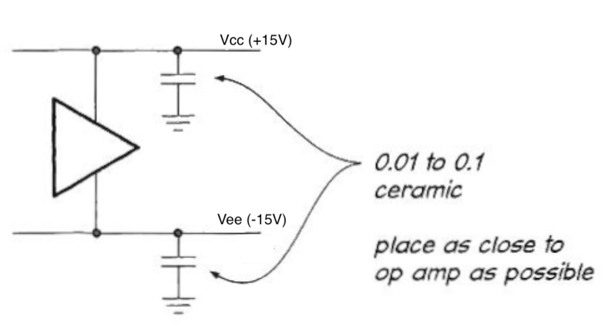 Vcc (+15V)
0.01 to 0.1
ceramic
Vee (-15V)
place as close to
op amp as possible